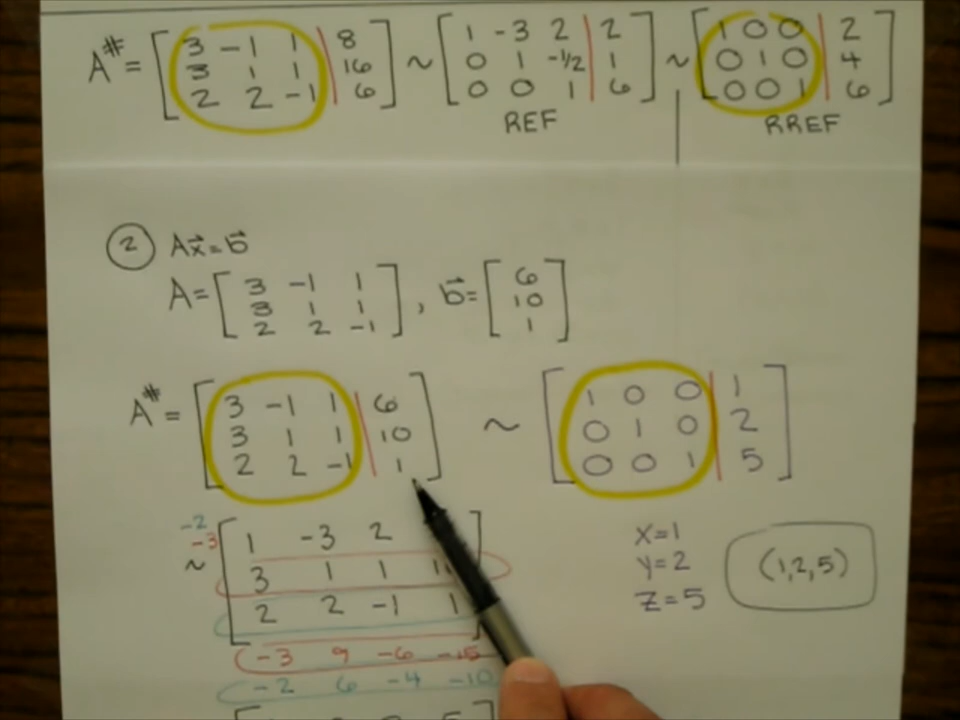 A# = [ 3 -1 1 | 8 ] ~ [ 1 -3 2 | 2 ] ~ [ 1 0 0 | 2 ]
[ 3 1 1 | 16 ] [ 0 1 -1/2 | 1 ] [ 0 1 0 | 4 ]
[ 2 2 -1 | 6 ] [ 0 0 1 | 6 ] [ 0 0 1 | 6 ]
REF RREF
② Ax⃗=b⃗
A= [ 3 -1 1 ] , b⃗= [ 6 ]
[ 3 1 1 ] [ 10 ]
[ 2 2 -1 ] [ 1 ]
A# = [ 3 -1 1 | 6 ] ~ [ 1 0 0 | 1 ]
[ 3 1 1 | 10 ] [ 0 1 0 | 2 ]
[ 2 2 -1 | 1 ] [ 0 0 1 | 5 ]
-2
-3
~ [ 1 -3 2 ]
[ 3 1 1 ]
[ 2 2 -1 1 ]
-3 9 -6 -15
-2 6 -4 -10
x=1
y=2
z=5
(1,2,5)